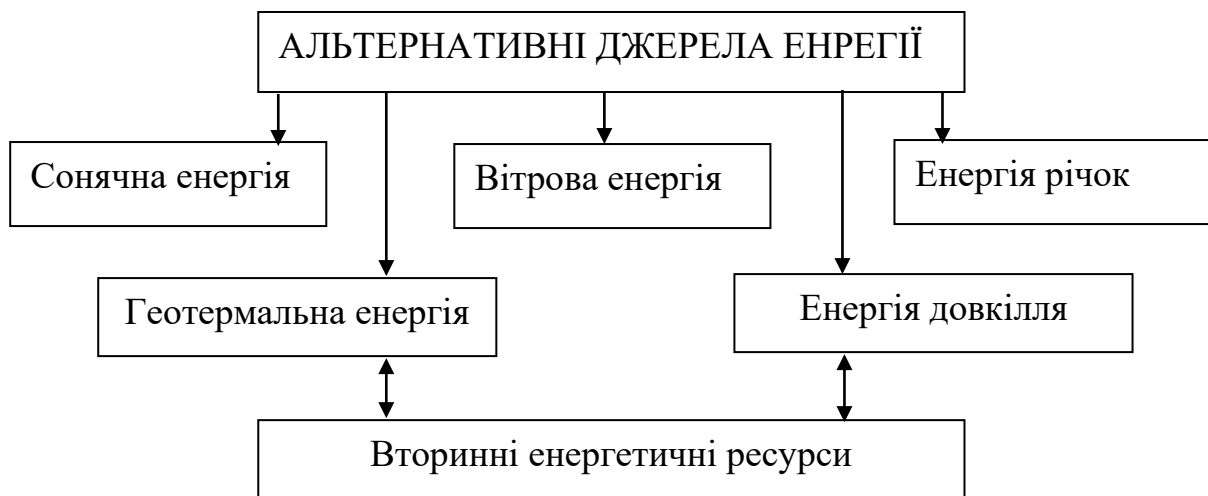 АЛЬТЕРНАТИВНІ ДЖЕРЕЛА ЕНРЕГІЇ
Сонячна енергія
Вітрова енергія
Енергія річок
Геотермальна енергія
Енергія довкілля
Вторинні енергетичні ресурси